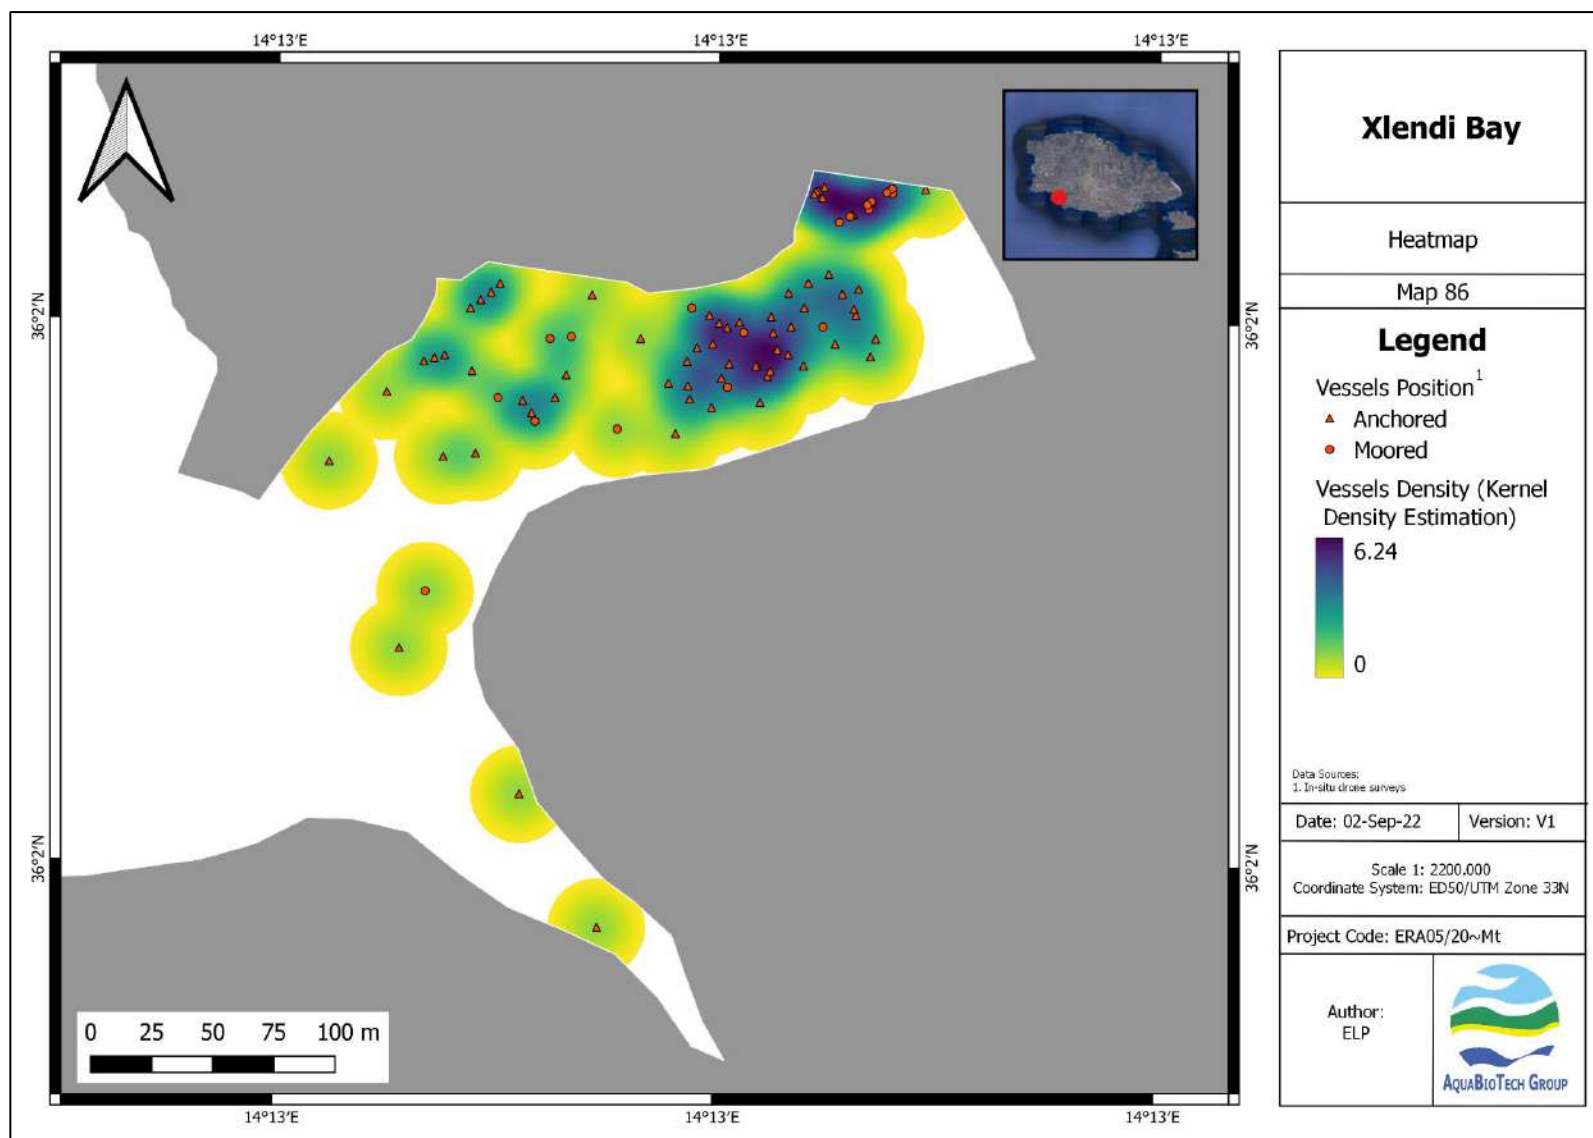 14°13'E 14°13'E 14°13'E
36°2'N 36°2'N
36°2'N 36°2'N
0 25 50 75 100 m
14°13'E 14°13'E 14°13'E
Xlendi Bay
Heatmap
Map 86
Legend
Vessels Position1
Anchored
Moored
Vessels Density (Kernel
Density Estimation)
6.24
0
Data Sources:
1. In-situ drone surveys
Date: 02-Sep-22 Version: V1
Scale 1: 2200.000
Coordinate System: ED50/UTM Zone 33N
Project Code: ERA05/20~Mt
Author:
ELP
AQUABIOTECH GROUP